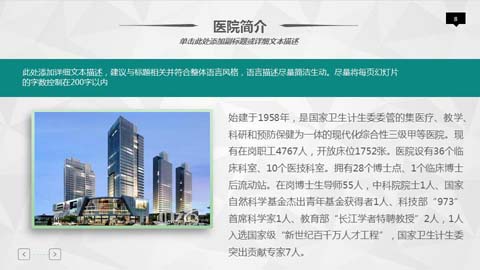 医院简介
8
单击此处添加副标题或详细文本描述
此处添加详细文本描述，建议与标题相关并符合整体语言风格，语言描述尽量简洁生动。尽量将每页幻灯片
的字数控制在200字以内
始建于1958年，是国家卫生计生委委管的集医疗、教学、
科研和预防保健为一体的现代化综合性三级甲等医院。现
有在岗职工4767人，开放床位1752张。医院设有36个临
床科室、10个医技科室。拥有28个博士点、1个临床博士
后流动站。在岗博士生导师55人，中科院院士1人、国家
自然科学基金杰出青年基金获得者1人、科技部“973”
首席科学家1人、教育部“长江学者特聘教授”2人，1人
入选国家级“新世纪百千万人才工程”，国家卫生计生委
突出贡献专家7人。